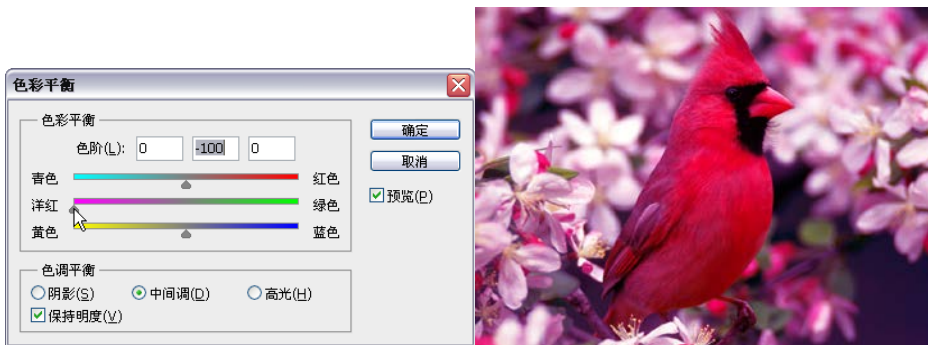 色彩平衡
色彩平衡
色阶(L): 0 -100 0
确定
取消
青色 红色
预览(P)
洋红 绿色
黄色 蓝色
色调平衡
阴影(S) 中间调(D) 高光(H)
保持明度(V)